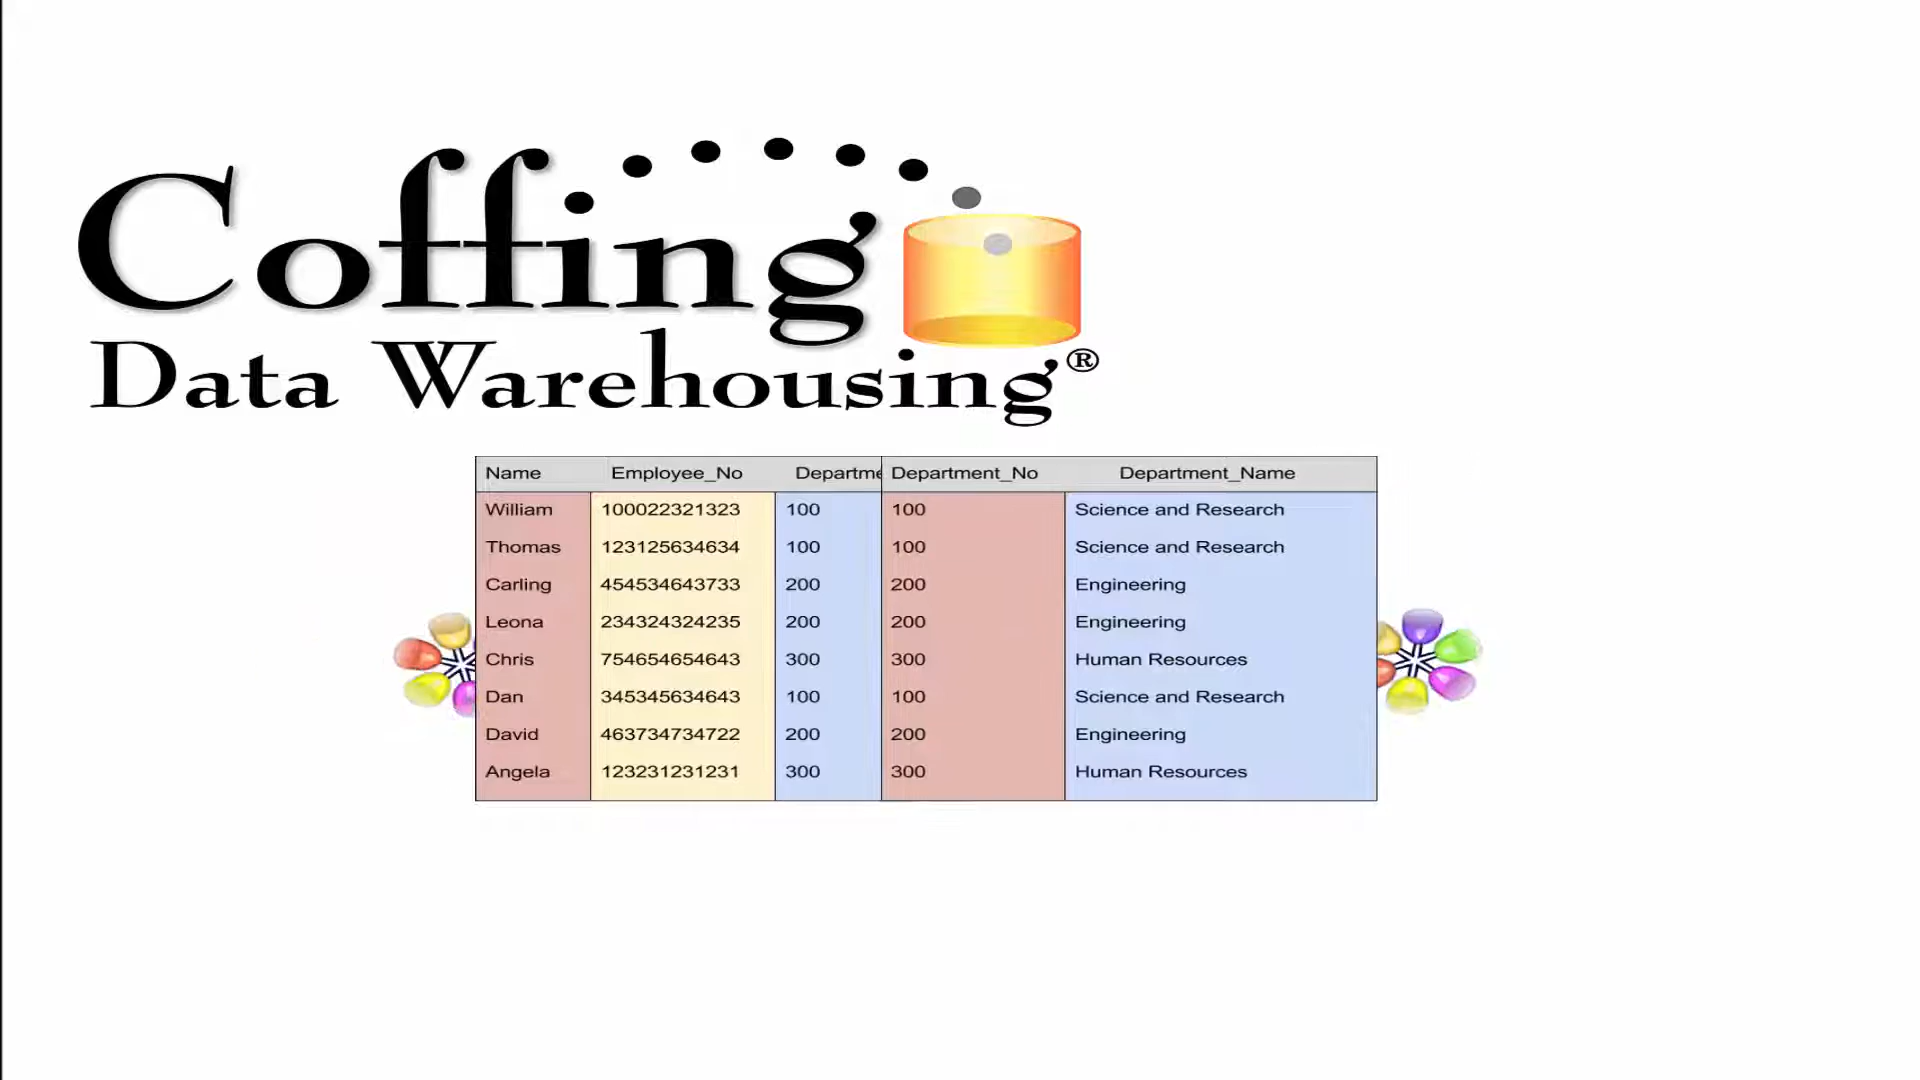 Coffing
Data Warehousing®
Name Employee_No Departme Department_No Department_Name
William 100022321323 100 100 Science and Research
Thomas 123125634634 100 100 Science and Research
Carling 454534643733 200 200 Engineering
Leona 234324324235 200 200 Engineering
Chris 754654654643 300 300 Human Resources
Dan 345345634643 100 100 Science and Research
David 463734734722 200 200 Engineering
Angela 123231231231 300 300 Human Resources